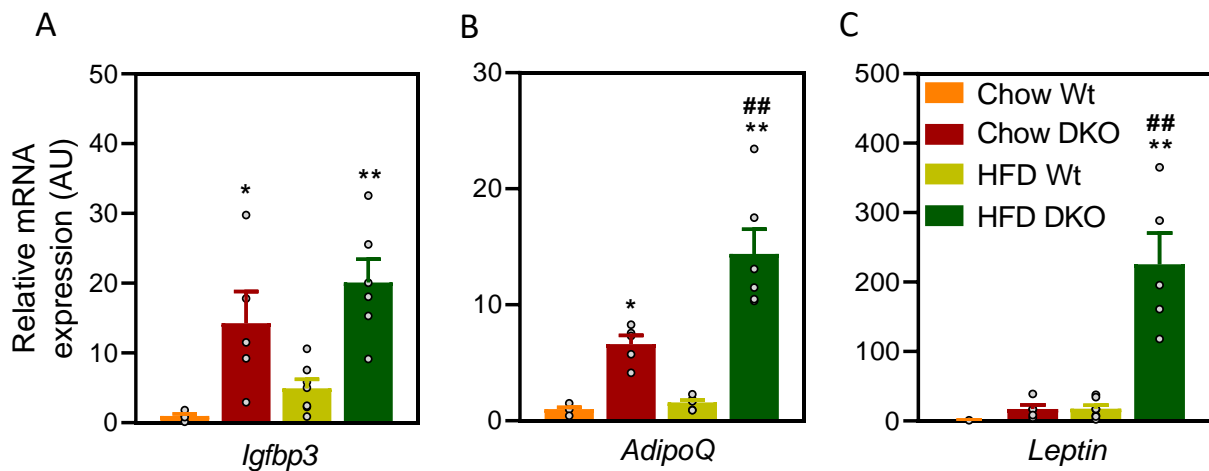 A
B
C
Relative mRNA
expression (AU)
50
40
30
20
10
0
*
**
Igfbp3
30
20
10
0
*
##
**
AdipoQ
500
400
300
200
100
0
Chow Wt
Chow DKO
HFD Wt
HFD DKO
##
**
Leptin